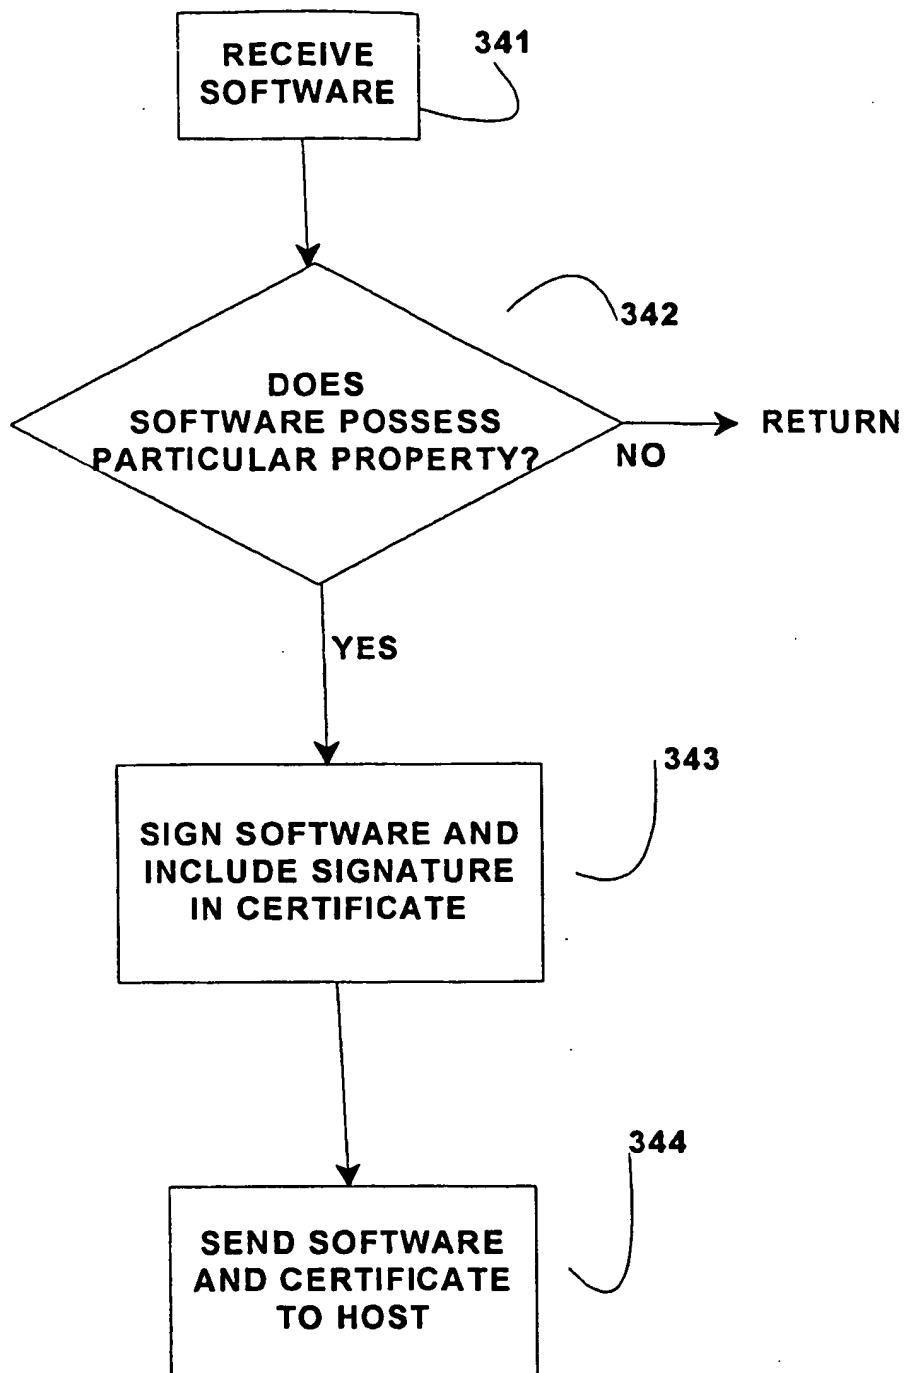 RECEIVE
SOFTWARE
341
342
DOES
SOFTWARE POSSESS
PARTICULAR PROPERTY?
NO
RETURN
YES
343
SIGN SOFTWARE AND
INCLUDE SIGNATURE
IN CERTIFICATE
344
SEND SOFTWARE
AND CERTIFICATE
TO HOST